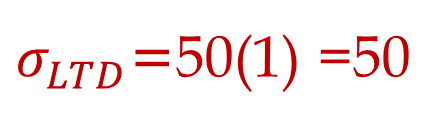 σ_LTD = 50(1) = 50